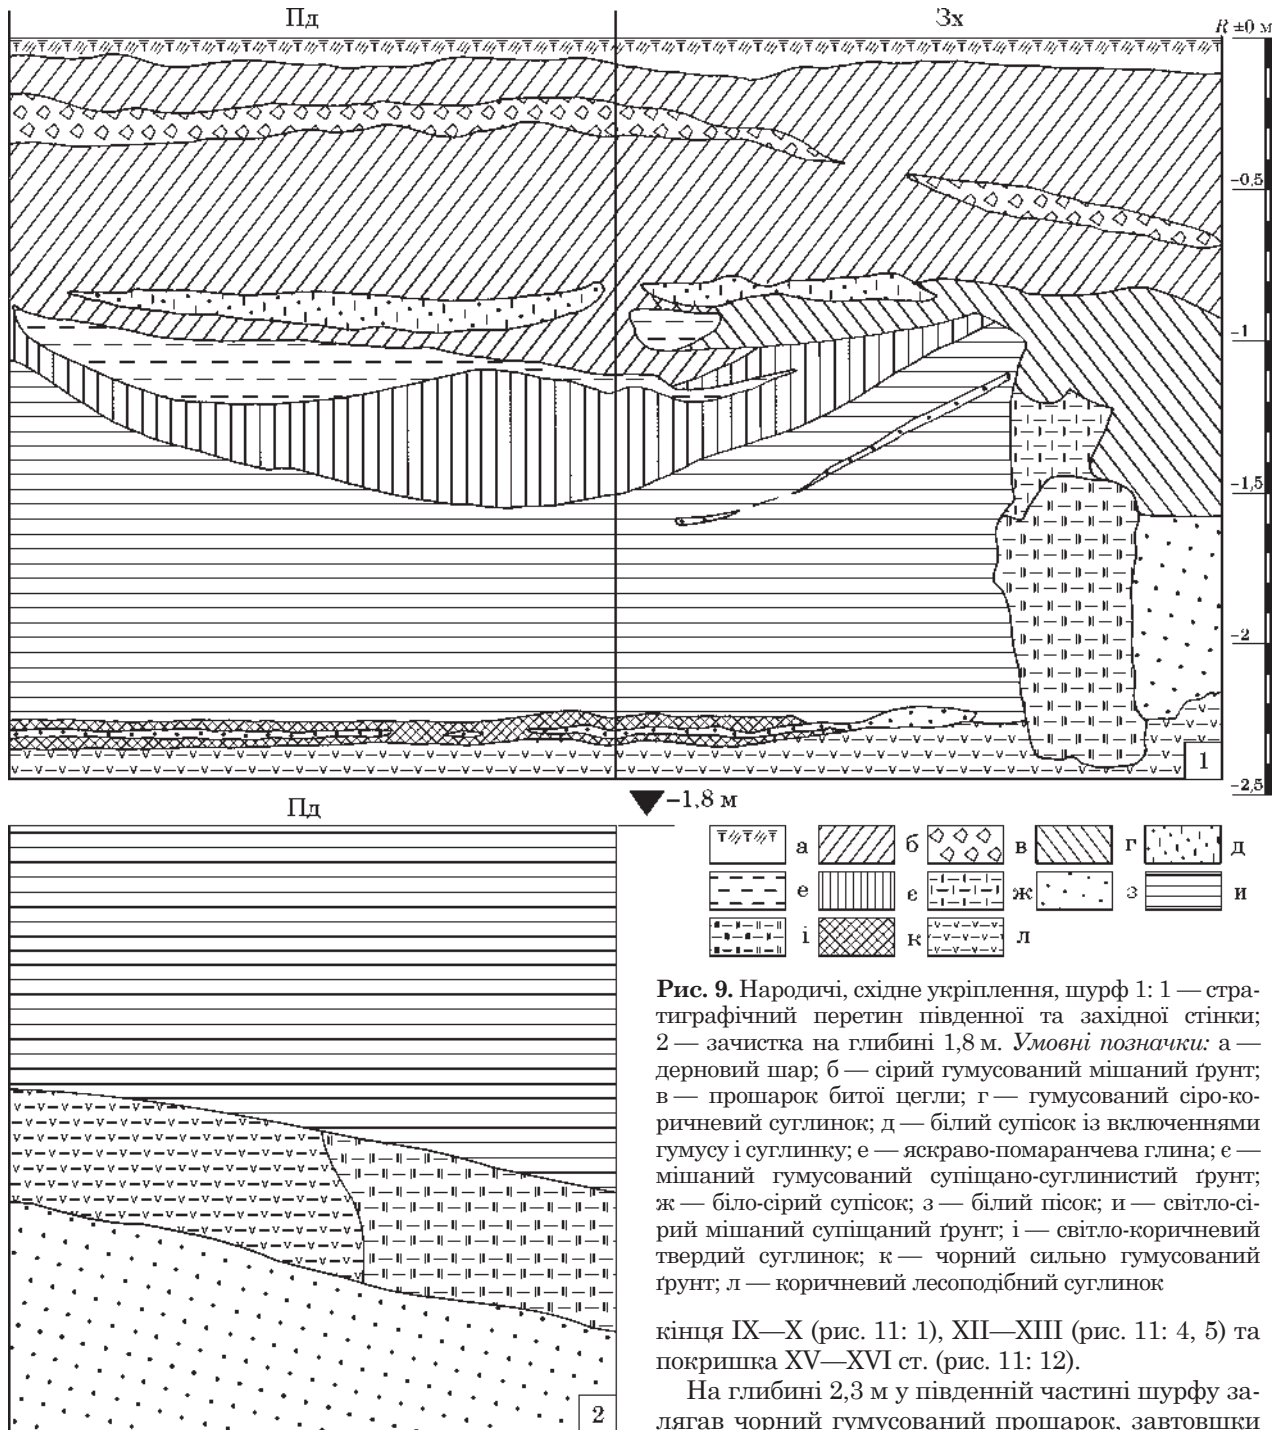 Пд
Зх
R ±0 м
-0,5
-1
-1,5
-2
-2,5
1
Пд
-1,8 м
а б в г д
е є ж з и
і к л
2
Рис. 9. Народичі, східне укріплення, шурф 1: 1 — стра-
тиграфічний перетин південної та західної стінки;
2 — зачистка на глибині 1,8 м. Умовні позначки: а —
дерновий шар; б — сірий гумусований мішаний ґрунт;
в — прошарок битої цегли; г — гумусований сіро-ко-
ричневий суглинок; д — білий супісок із включеннями
гумусу і суглинку; е — яскраво-помаранчева глина; є —
мішаний гумусований супіщано-суглинистий ґрунт;
ж — біло-сірий супісок; з — білий пісок; и — світло-сі-
рий мішаний супіщаний ґрунт; і — світло-коричневий
твердий суглинок; к — чорний сильно гумусований
ґрунт; л — коричневий лесоподібний суглинок
кінця IX—X (рис. 11: 1), XII—XIII (рис. 11: 4, 5) та
покришка XV—XVI ст. (рис. 11: 12).
На глибині 2,3 м у південній частині шурфу за-
лягав чорний гумусований прошарок, завтовшки